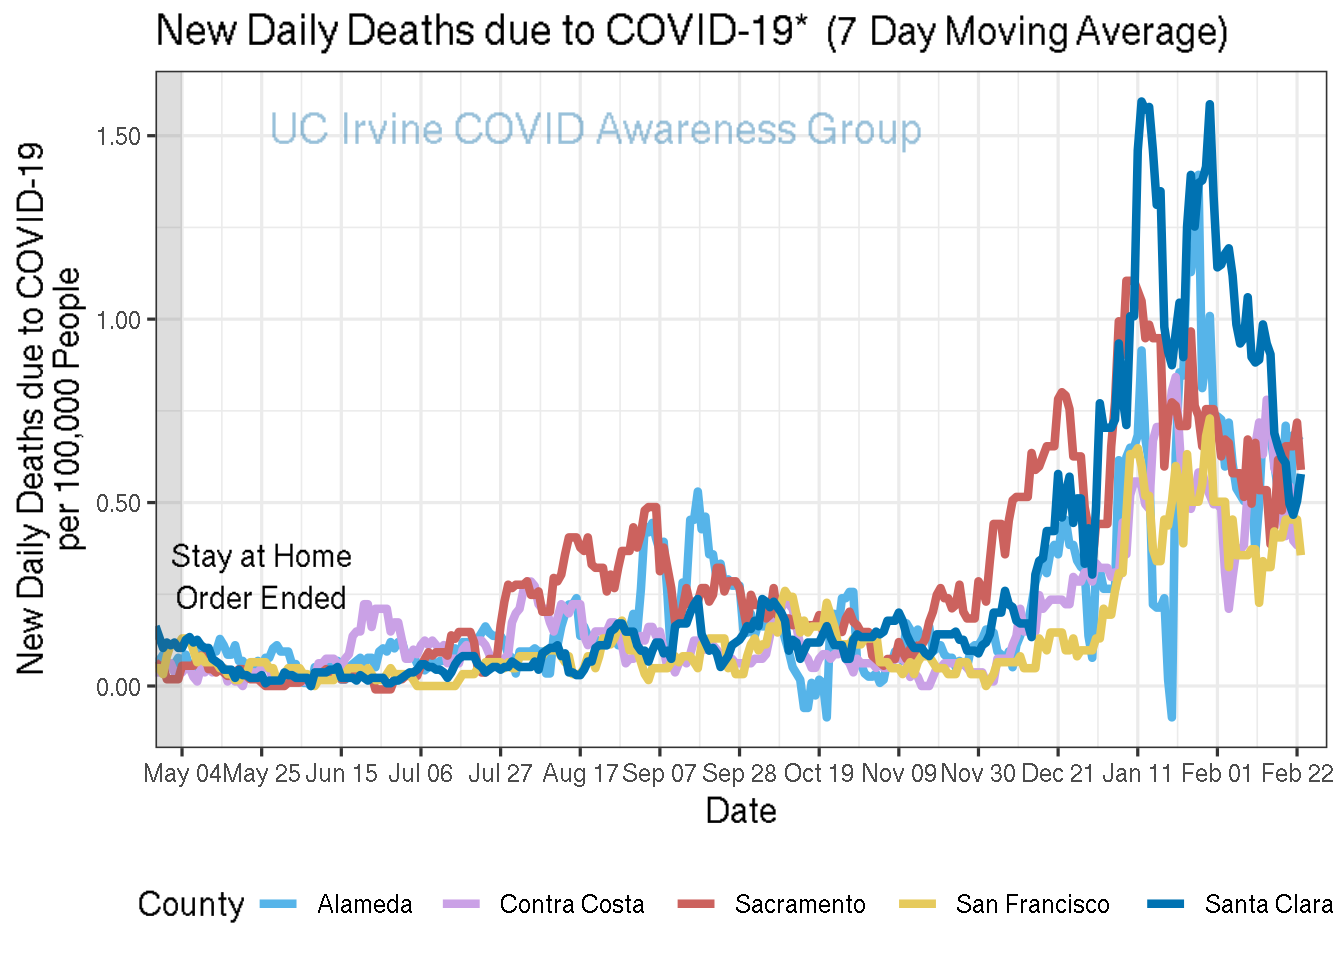 New Daily Deaths due to COVID-19* (7 Day Moving Average)
New Daily Deaths due to COVID-19
per 100,000 People
1.50
1.00
0.50
0.00
UC Irvine COVID Awareness Group
Stay at Home
Order Ended
May 04 May 25 Jun 15 Jul 06 Jul 27 Aug 17 Sep 07 Sep 28 Oct 19 Nov 09 Nov 30 Dec 21 Jan 11 Feb 01 Feb 22
Date
County Alameda Contra Costa Sacramento San Francisco Santa Clara